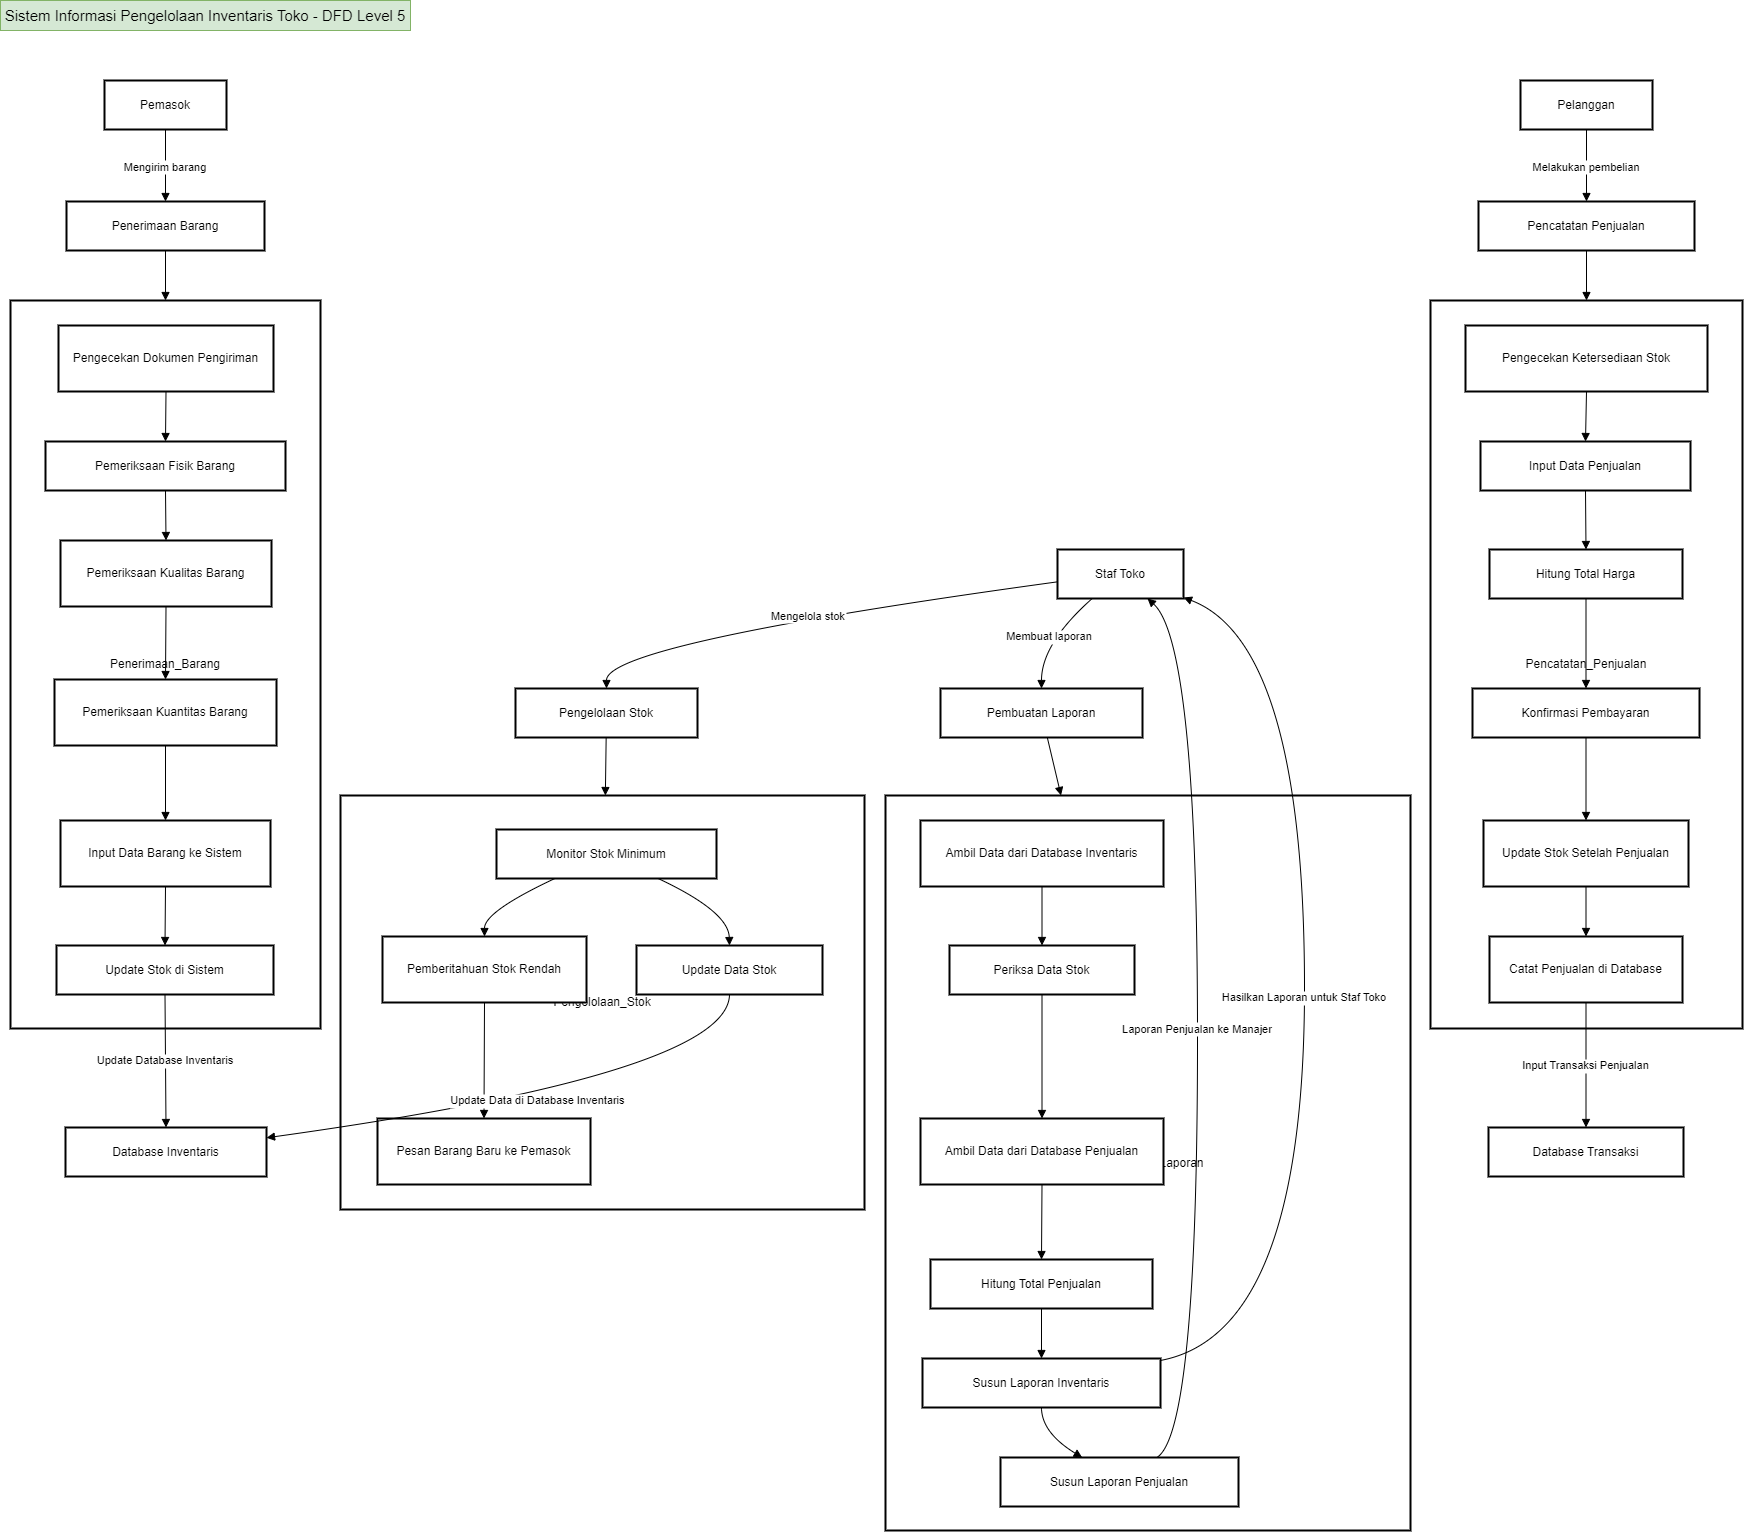 Sistem Informasi Pengelolaan Inventaris Toko - DFD Level 5
Pemasok
Mengirim barang
Penerimaan Barang
Pengecekan Dokumen Pengiriman
Pemeriksaan Fisik Barang
Pemeriksaan Kualitas Barang
Penerimaan_Barang
Pemeriksaan Kuantitas Barang
Input Data Barang ke Sistem
Update Stok di Sistem
Update Database Inventaris
Database Inventaris
Staf Toko
Mengelola stok
Membuat laporan
Pengelolaan Stok
Monitor Stok Minimum
Pemberitahuan Stok Rendah
Update Data Stok
Pengelolaan_Stok
Update Data di Database Inventaris
Pesan Barang Baru ke Pemasok
Pembuatan Laporan
Ambil Data dari Database Inventaris
Periksa Data Stok
Hasilkan Laporan untuk Staf Toko
Laporan Penjualan ke Manajer
Ambil Data dari Database Penjualan
Laporan
Hitung Total Penjualan
Susun Laporan Inventaris
Susun Laporan Penjualan
Pelanggan
Melakukan pembelian
Pencatatan Penjualan
Pengecekan Ketersediaan Stok
Input Data Penjualan
Hitung Total Harga
Pencatatan_Penjualan
Konfirmasi Pembayaran
Update Stok Setelah Penjualan
Catat Penjualan di Database
Input Transaksi Penjualan
Database Transaksi